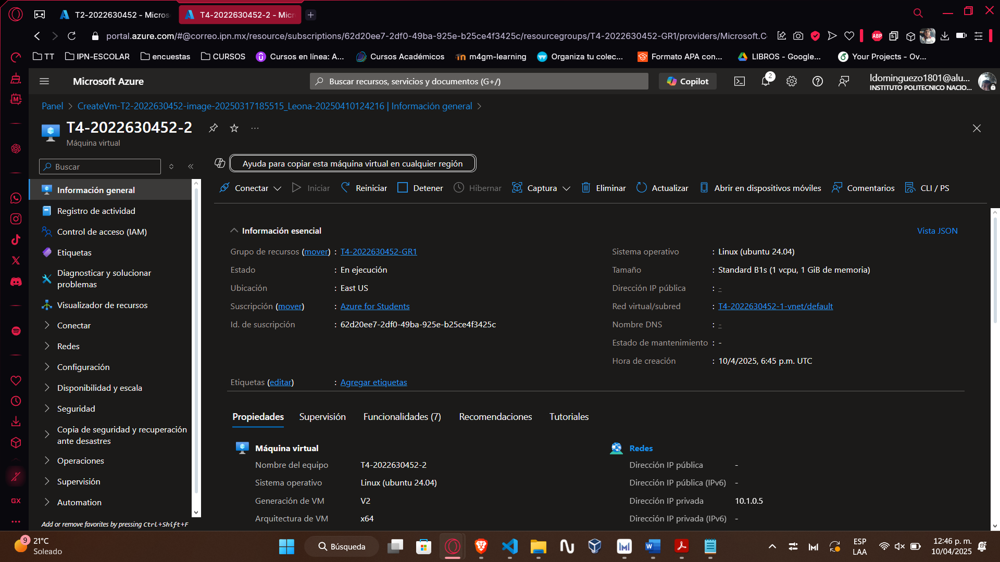 T2-2022630452 - Micros
T4-2022630452-2 - Micr
portal.azure.com/#@correo.ipn.mx/resource/subscriptions/62d20ee7-2df0-49ba-925e-b25ce4f3425c/resourcegroups/T4-2022630452-GR1/providers/Microsoft.C
ABP
TT
IPN-ESCOLAR
encuestas
CURSOS
Cursos en línea: A...
Cursos Académicos
m4gm-learning
Organiza tu colec...
Formato APA con...
LIBROS - Google...
Your Projects - Ov...
Microsoft Azure
Buscar recursos, servicios y documentos (G+/)
Copilot
2
ldominguezo1801@alu...
INSTITUTO POLITECNICO NACIO...
Panel > CreateVm-T2-2022630452-image-20250317185515_Leona-20250410124216 | Información general >
T4-2022630452-2
Máquina virtual
Buscar
Ayuda para copiar esta máquina virtual en cualquier región
Conectar
Iniciar
Reiniciar
Detener
Hibernar
Captura
Eliminar
Actualizar
Abrir en dispositivos móviles
Comentarios
CLI / PS
Información general
Registro de actividad
Control de acceso (IAM)
Etiquetas
Diagnosticar y solucionar
problemas
Visualizador de recursos
Conectar
Redes
Configuración
Disponibilidad y escala
Seguridad
Copia de seguridad y recuperación
ante desastres
Operaciones
Supervisión
Automation
Add or remove favorites by pressing Ctrl+Shift+F
Información esencial
Vista JSON
Grupo de recursos (mover) : T4-2022630452-GR1
Estado : En ejecución
Ubicación : East US
Suscripción (mover) : Azure for Students
Id. de suscripción : 62d20ee7-2df0-49ba-925e-b25ce4f3425c
Sistema operativo : Linux (ubuntu 24.04)
Tamaño : Standard B1s (1 vcpu, 1 GiB de memoria)
Dirección IP pública : -
Red virtual/subred : T4-2022630452-1-vnet/default
Nombre DNS : -
Estado de mantenimiento : -
Hora de creación : 10/4/2025, 6:45 p.m. UTC
Etiquetas (editar) : Agregar etiquetas
Propiedades
Supervisión
Funcionalidades (7)
Recomendaciones
Tutoriales
Máquina virtual
Nombre del equipo T4-2022630452-2
Sistema operativo Linux (ubuntu 24.04)
Generación de VM V2
Arquitectura de VM x64
Redes
Dirección IP pública -
Dirección IP pública (IPv6) -
Dirección IP privada 10.1.0.5
Dirección IP privada (IPv6) -
GX
9
21°C
Soleado
Búsqueda
ESP
LAA
12:46 p. m.
10/04/2025